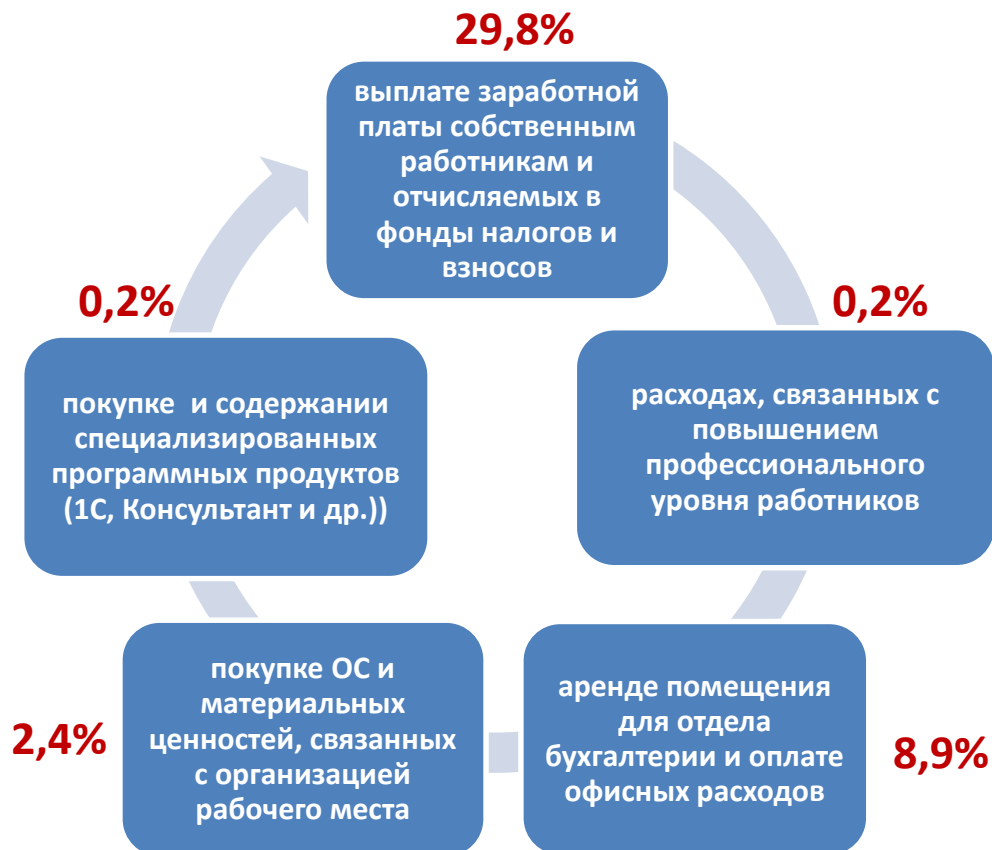 29,8%
выплате заработной
платы собственным
работникам и
отчисляемых в
фонды налогов и
взносов
0,2%
расходах, связанных с
повышением
профессионального
уровня работников
8,9%
аренде помещения
для отдела
бухгалтерии и оплате
офисных расходов
2,4%
покупке ОС и
материальных
ценностей, связанных
с организацией
рабочего места
0,2%
покупке  и содержании
специализированных
программных продуктов
(1С, Консультант и др.))